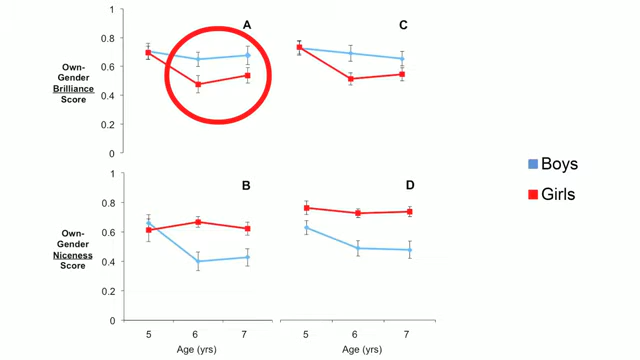 1
0.8
0.6
0.4
0.2
0
A
C
Own-
Gender
Brilliance
Score
Boys
Girls
1
0.8
0.6
0.4
0.2
0
B
D
Own-
Gender
Niceness
Score
5 6 7 5 6 7
Age (yrs) Age (yrs)